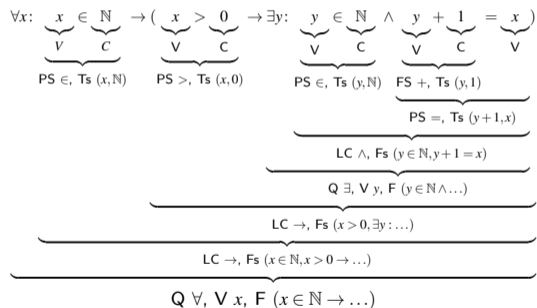 ∀x: x ∈ ℕ → ( x > 0 → ∃y: y ∈ ℕ ∧ y + 1 = x )
V C V C V C V C V
PS ∈, Ts (x,ℕ) PS >, Ts (x,0) PS ∈, Ts (y,ℕ) FS +, Ts (y,1)
PS =, Ts (y+1,x)
LC ∧, Fs (y∈ℕ,y+1=x)
Q ∃, V y, F (y∈ℕ∧…)
LC →, Fs (x>0,∃y:…)
LC →, Fs (x∈ℕ,x>0→…)
Q ∀, V x, F (x∈ℕ→…)